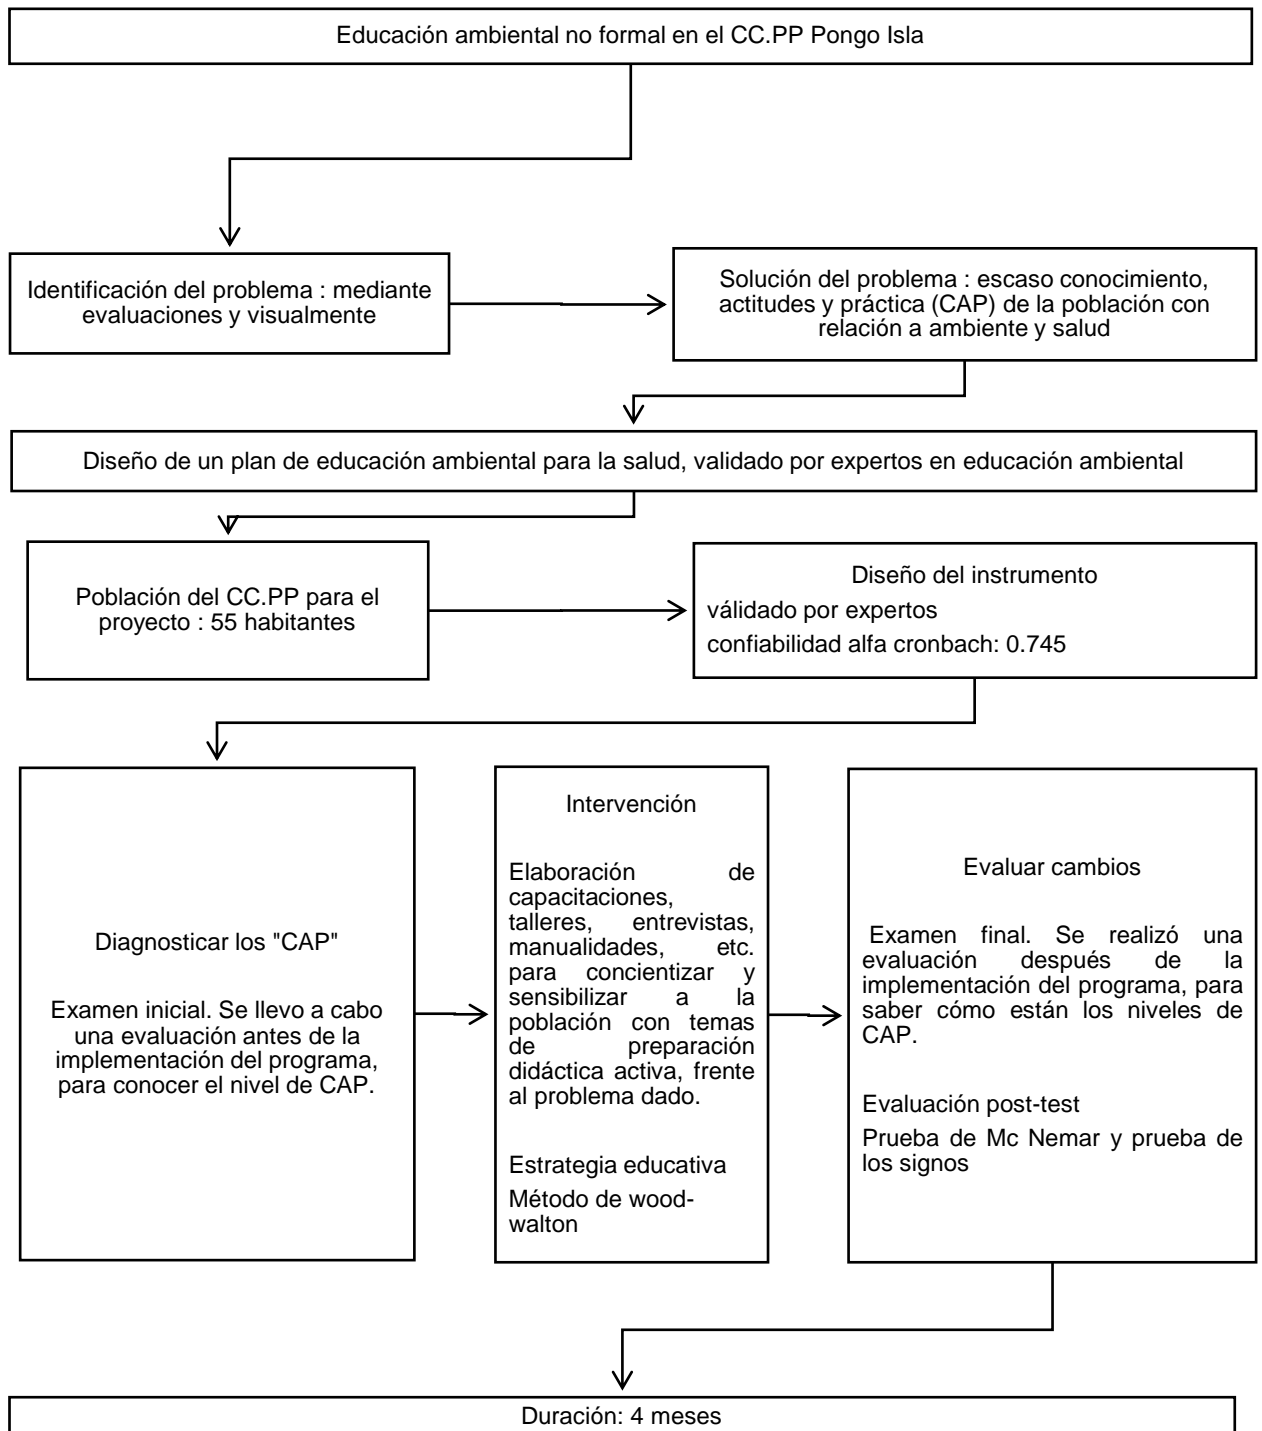 Educación ambiental no formal en el CC.PP Pongo Isla
Identificación del problema : mediante
evaluaciones y visualmente
Solución del problema : escaso conocimiento,
actitudes y práctica (CAP) de la población con
relación a ambiente y salud
Diseño de un plan de educación ambiental para la salud, validado por expertos en educación ambiental
Población del CC.PP para el
proyecto : 55 habitantes
Diseño del instrumento
válidado por expertos
confiabilidad alfa cronbach: 0.745
Diagnosticar los "CAP"
Examen inicial. Se llevo a cabo
una evaluación antes de la
implementación del programa,
para conocer el nivel de CAP.
Intervención
Elaboración de
capacitaciones,
talleres, entrevistas,
manualidades, etc.
para concientizar y
sensibilizar a la
población con temas
de preparación
didáctica activa, frente
al problema dado.
Estrategia educativa
Método de wood-
walton
Evaluar cambios
Examen final. Se realizó una
evaluación después de la
implementación del programa, para
saber cómo están los niveles de
CAP.
Evaluación post-test
Prueba de Mc Nemar y prueba de
los signos
Duración: 4 meses